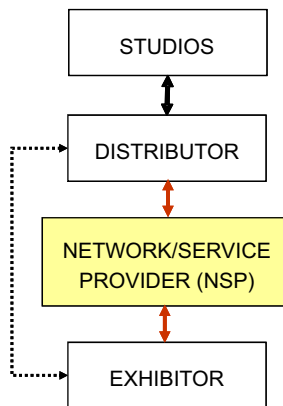 STUDIOS
DISTRIBUTOR
NETWORK/SERVICE
PROVIDER (NSP)
EXHIBITOR